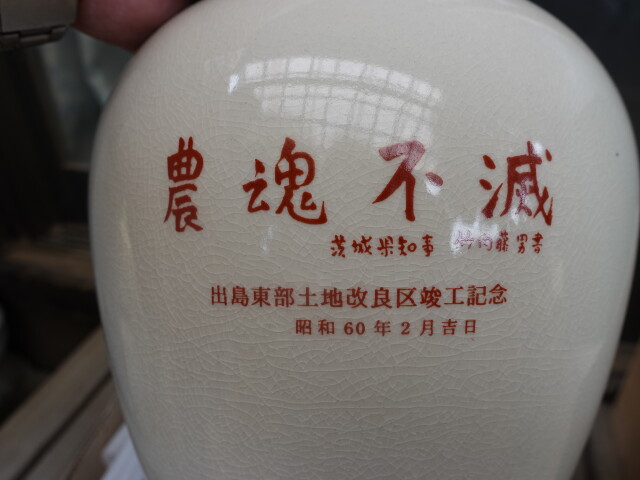 農魂不滅
茨城県知事 竹内藤男書
出島東部土地改良区竣工記念
昭和60年2月吉日